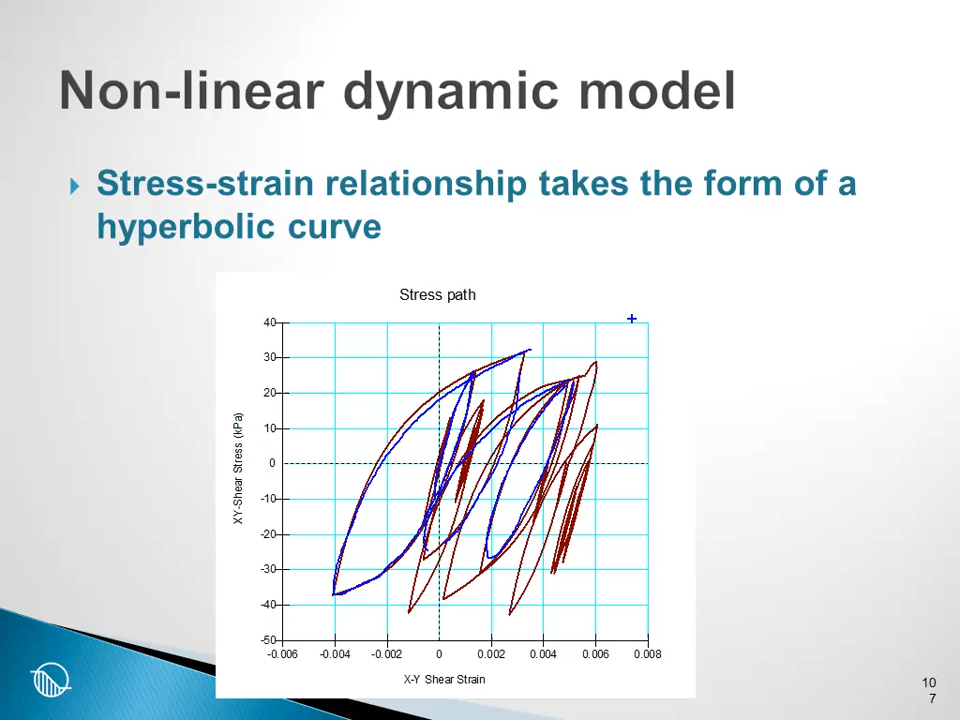 Non-linear dynamic model
Stress-strain relationship takes the form of a
hyperbolic curve
Stress path
40
30
20
10
0
-10
-20
-30
-40
-50
XY-Shear Stress (kPa)
-0.006 -0.004 -0.002 0 0.002 0.004 0.006 0.008
X-Y Shear Strain
10
7